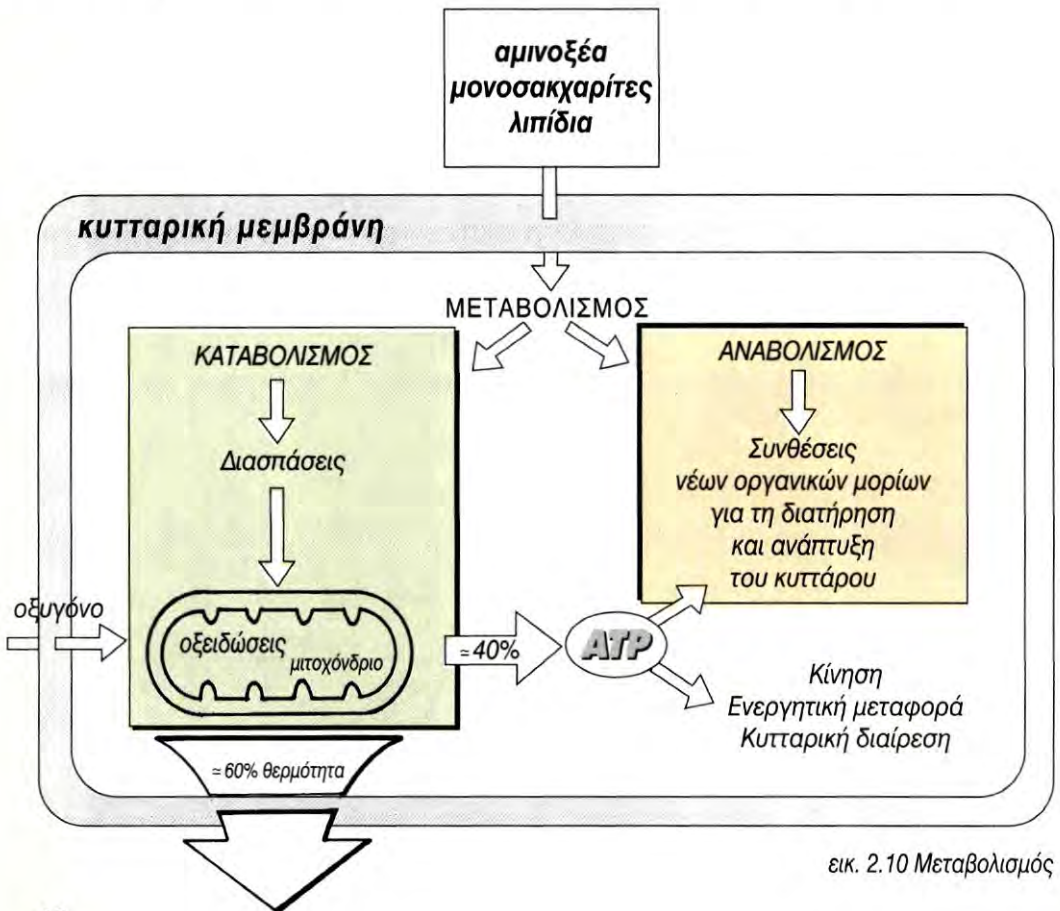 αμινοξέα
μονοσακχαρίτες
λιπίδια
κυτταρική μεμβράνη
ΜΕΤΑΒΟΛΙΣΜΟΣ
ΚΑΤΑΒΟΛΙΣΜΟΣ
Διασπάσεις
οξυγόνο
οξειδώσεις
μιτοχόνδριο
≃40%
ATP
≃60% θερμότητα
ΑΝΑΒΟΛΙΣΜΟΣ
Συνθέσεις
νέων οργανικών μορίων
για τη διατήρηση
και ανάπτυξη
του κυττάρου
Κίνηση
Ενεργητική μεταφορά
Κυτταρική διαίρεση
εικ. 2.10 Μεταβολισμός